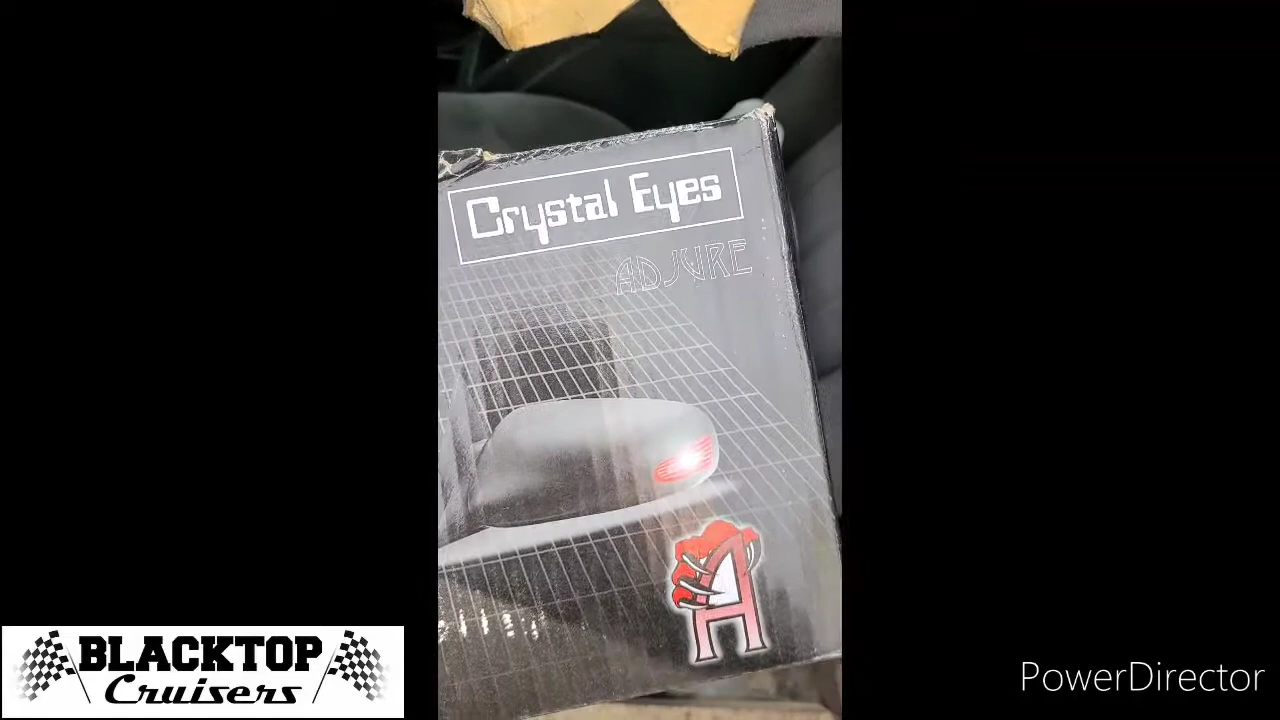 Crystal Eyes
ADJURE
A
BLACKTOP
Cruisers
PowerDirector